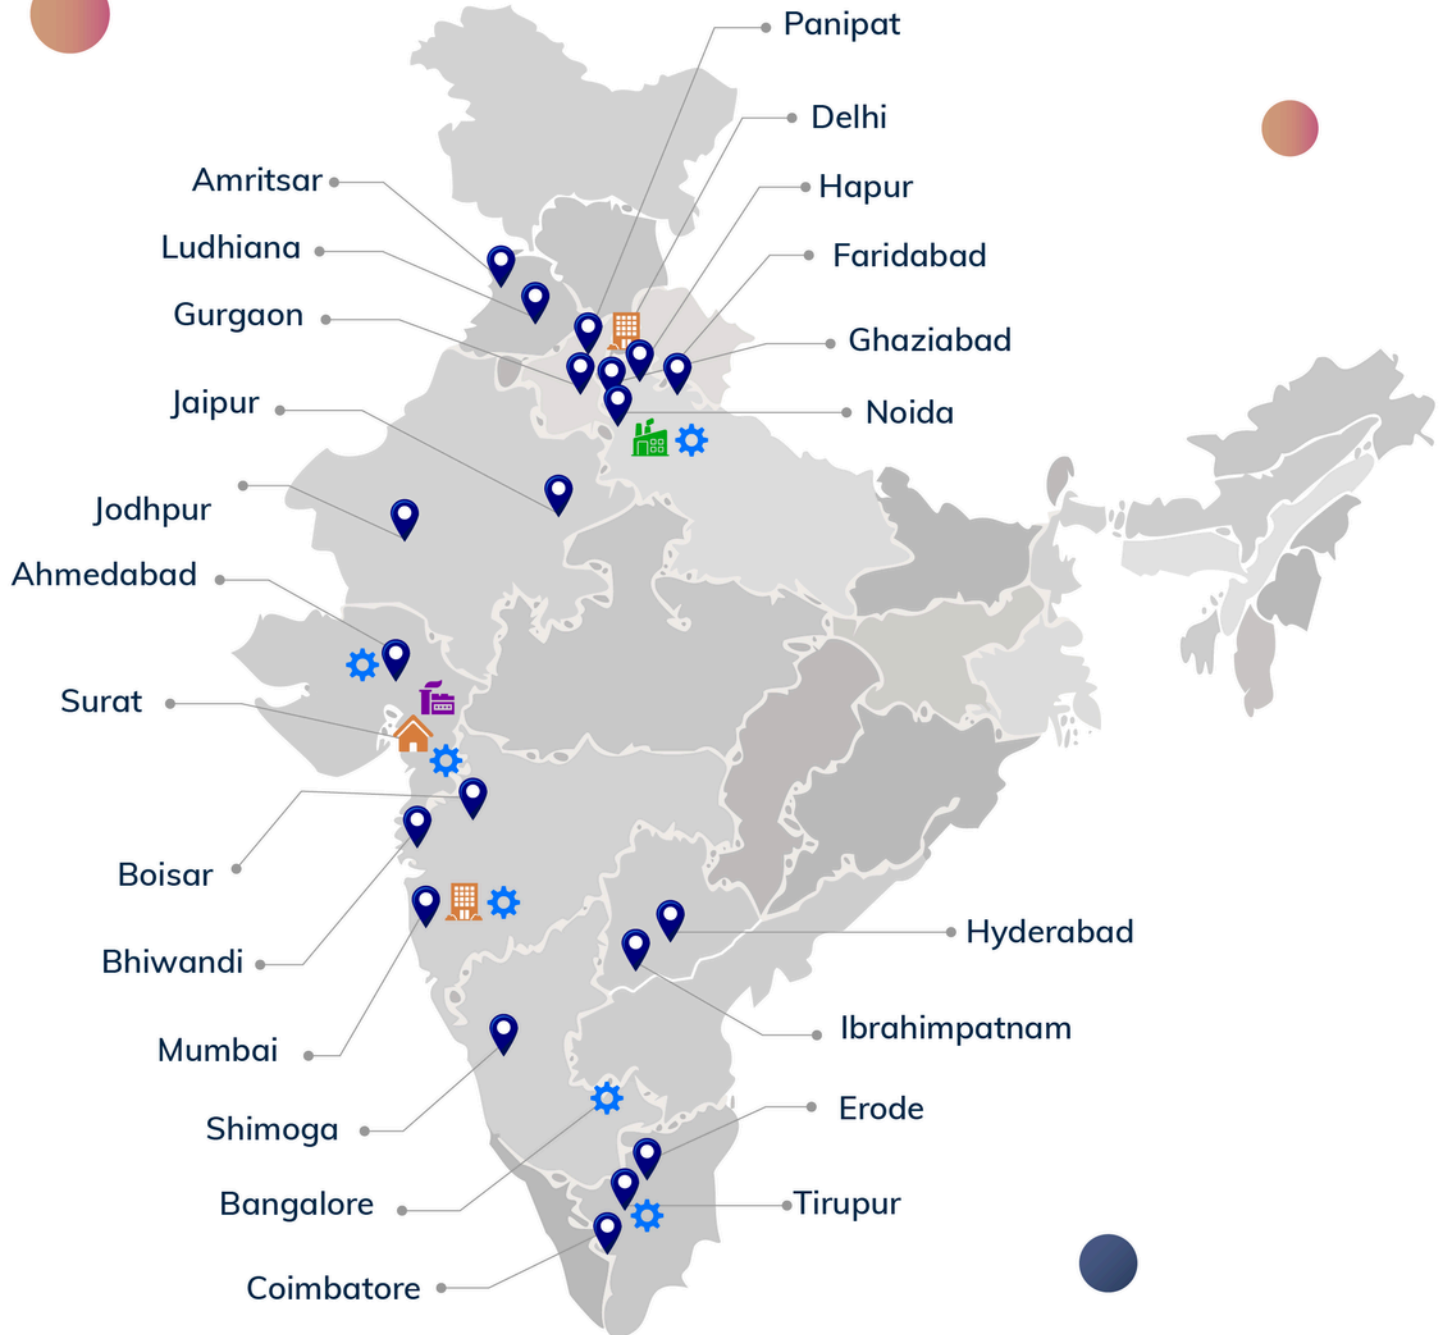 Panipat
Delhi
Amritsar
Hapur
Ludhiana
Faridabad
Gurgaon
Ghaziabad
Jaipur
Noida
Jodhpur
Ahmedabad
Surat
Boisar
Hyderabad
Bhiwandi
Ibrahimpatnam
Mumbai
Erode
Shimoga
Bangalore
Tirupur
Coimbatore